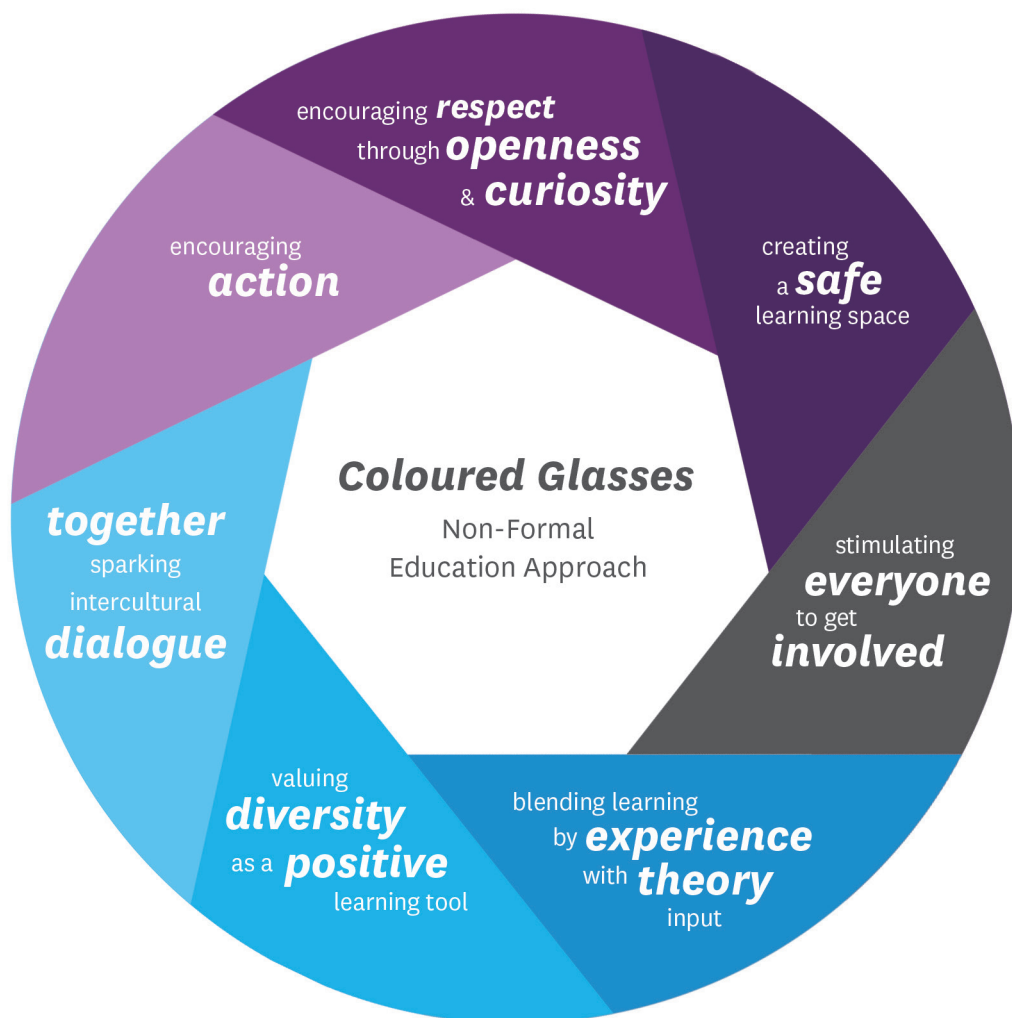 encouraging respect
through openness
& curiosity
creating
a safe
learning space
stimulating
everyone
to get
involved
blending learning
by experience
with theory
input
valuing
diversity
as a positive
learning tool
together
sparking
intercultural
dialogue
encouraging
action
Coloured Glasses
Non-Formal
Education Approach